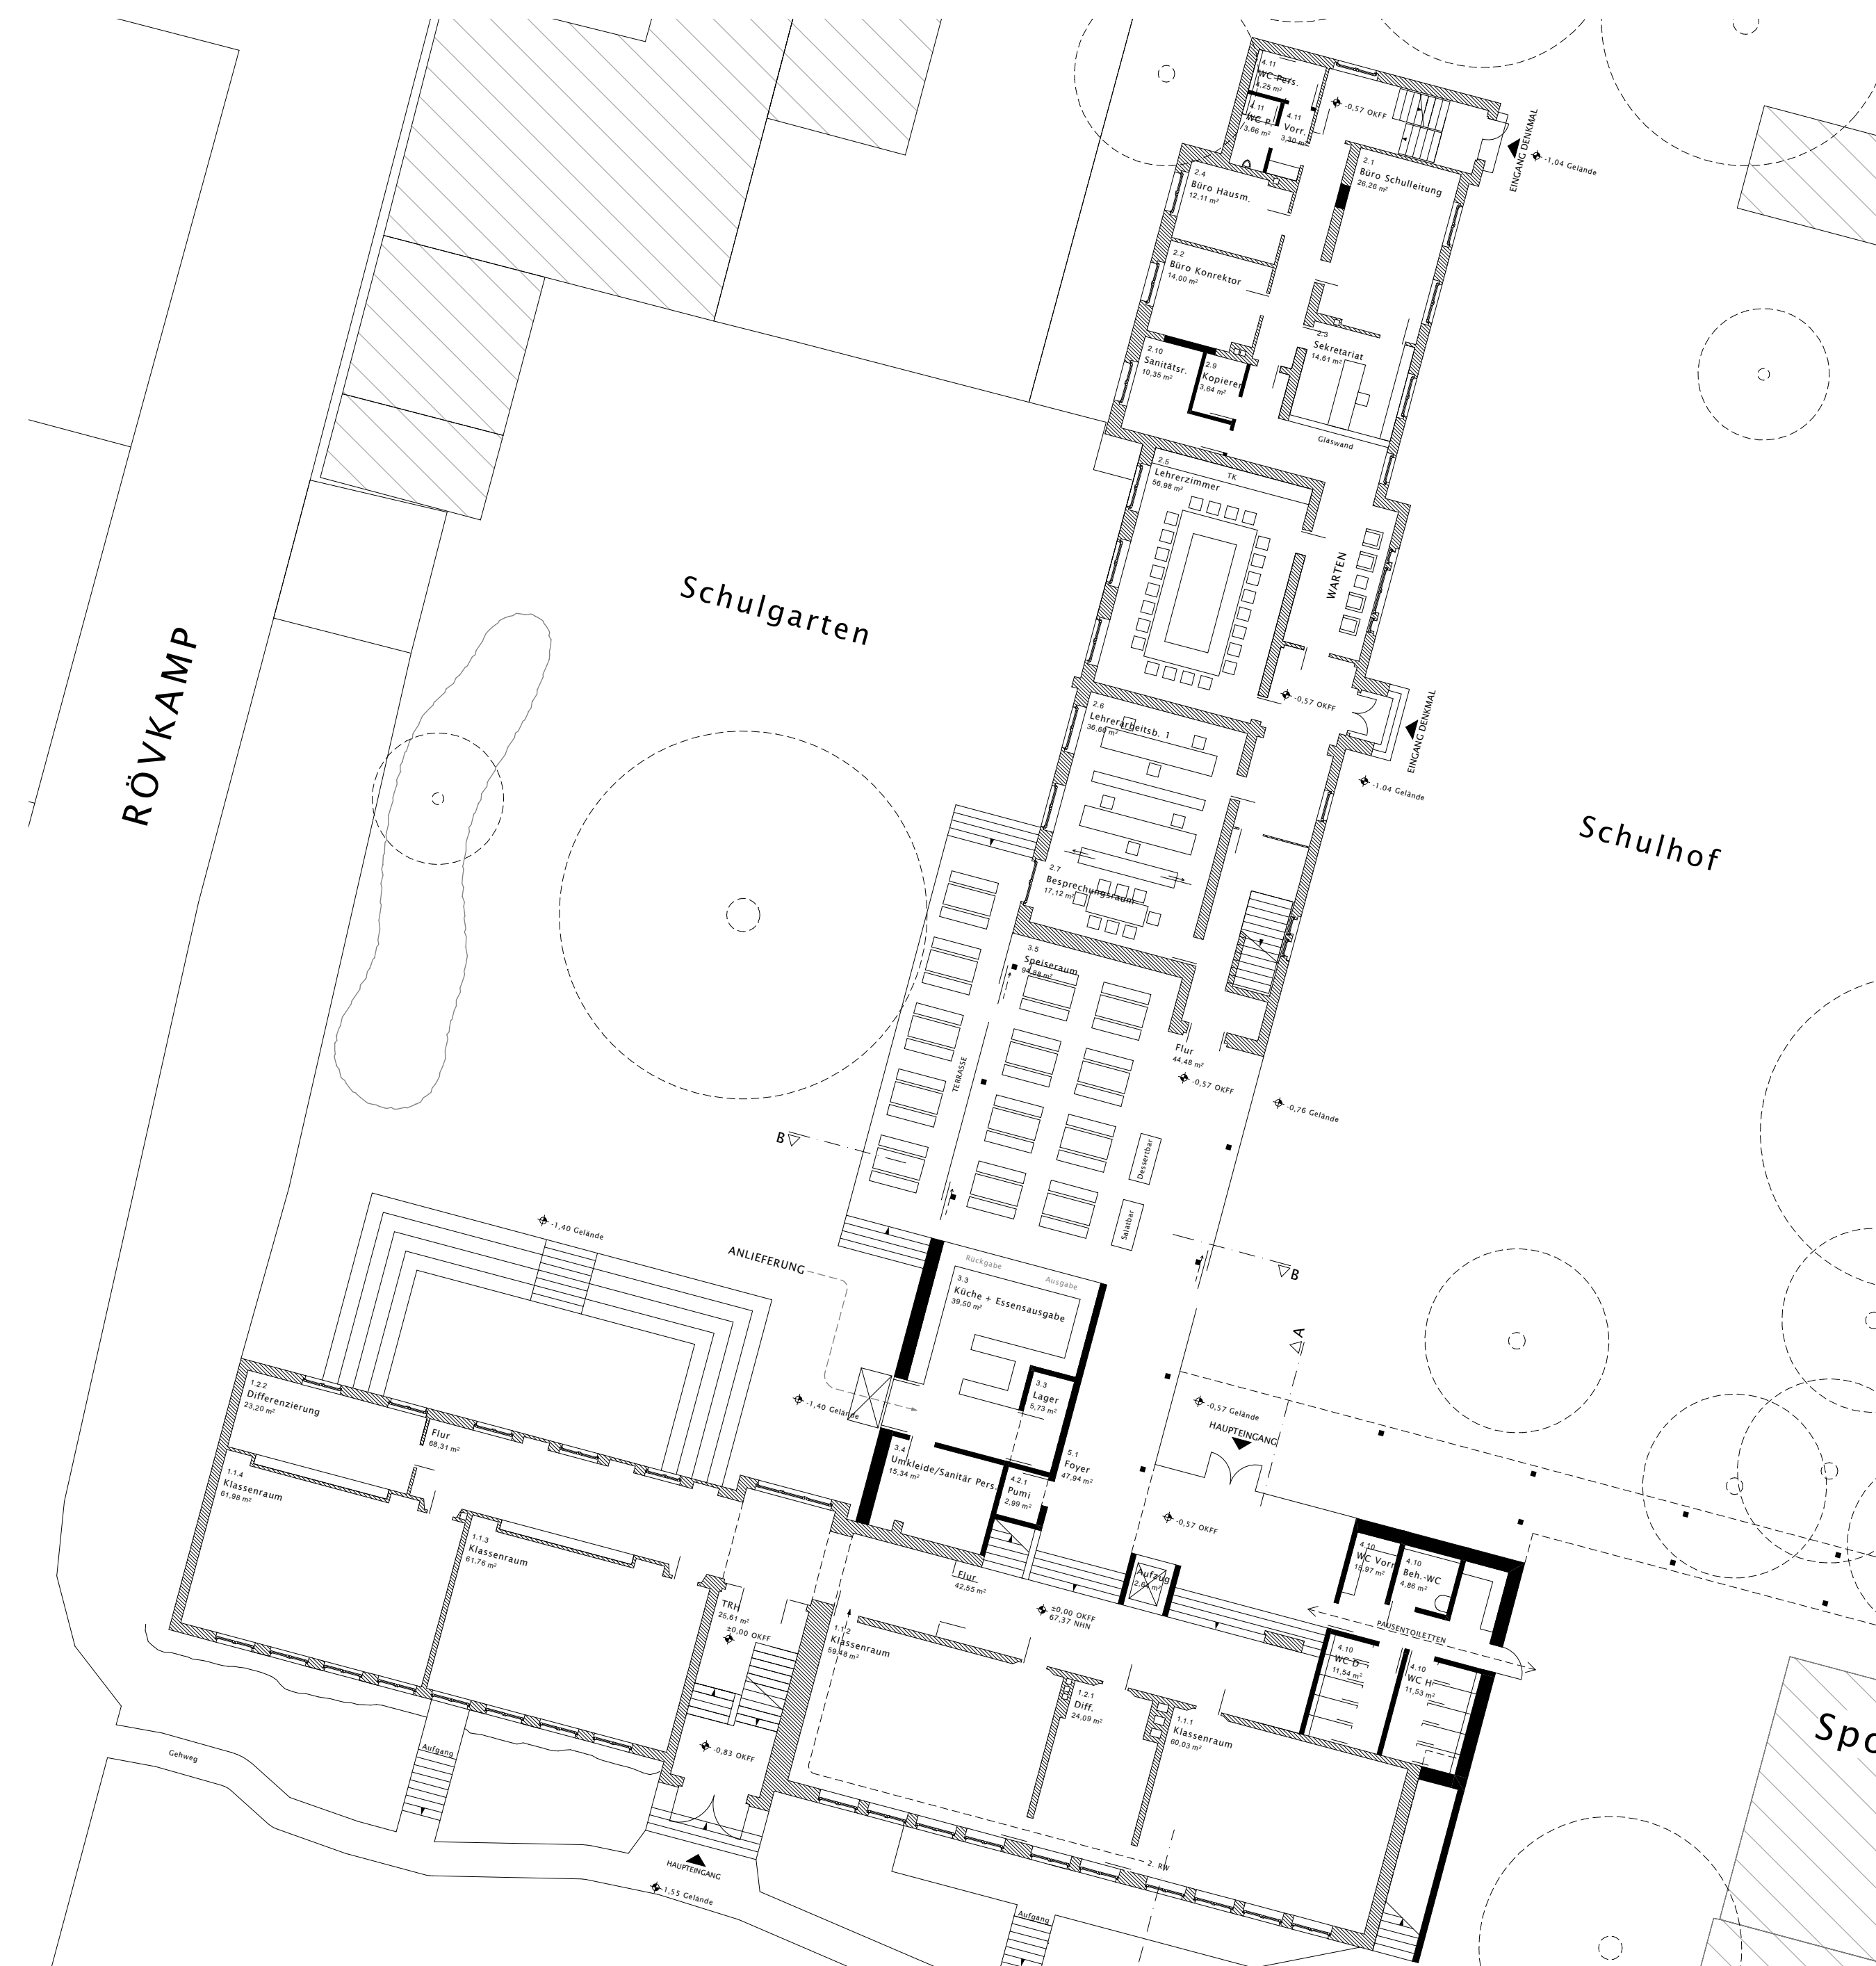 4.11
WC Pers.
4.11
3,66 m²
4.11
Vorr.
3,30 m²
-0,57 OKFF
EINGANG DENKMAL
-1,04 Gelände
2.1
Büro Schulleitung
26,26 m²
2.4
Büro Hausm.
12,11 m²
2.2
Büro Konrektor
14,00 m²
2.3
Sekretariat
14,61 m²
2.10
Sanitätsr.
10,35 m²
2.9
Kopierer
3,64 m²
Glaswand
2.5
Lehrerzimmer
56,98 m²
TK
WARTEN
Schulgarten
RÖVKAMP
-0,57 OKFF
EINGANG DENKMAL
-1.04 Gelände
2.6
Lehrerarbeitsb. 1
36,60 m²
Schulhof
2.7
Besprechungsraum
17,12 m²
3.5
Speiseraum
94,88 m²
Flur
44,48 m²
-0,57 OKFF
-0,76 Gelände
TERRASSE
B
Dessertbar
Salatbar
B
-1,40 Gelände
ANLIEFERUNG
Rückgabe
Ausgabe
3.3
Küche + Essensausgabe
39,50 m²
A
3.3
Lager
5,73 m²
-1,40 Gelände
-0,57 Gelände
HAUPTEINGANG
1.2.2
Differenzierung
23,20 m²
Flur
68,31 m²
3.4
Umkleide/Sanitär Pers.
15,34 m²
5.1
Foyer
47,94 m²
4.2.1
Pumi
2,99 m²
1.1.4
Klassenraum
61,98 m²
-0,57 OKFF
1.1.3
Klassenraum
61,76 m²
4.10
WC Vorr.
15,97 m²
4.10
Beh.-WC
4,86 m²
Flur
42,55 m²
Aufzug
±0,00 OKFF
67,37 NHN
PAUSENTOILETTEN
TRH
25,61 m²
±0,00 OKFF
1.1.2
Klassenraum
59,48 m²
4.10
WC D
11,54 m²
4.10
WC H
11,53 m²
1.2.1
Diff.
24,09 m²
1.1.1
Klassenraum
60,03 m²
-0,83 OKFF
Gehweg
Aufgang
Spo
2. RW
HAUPTEINGANG
-1,55 Gelände
Aufgang